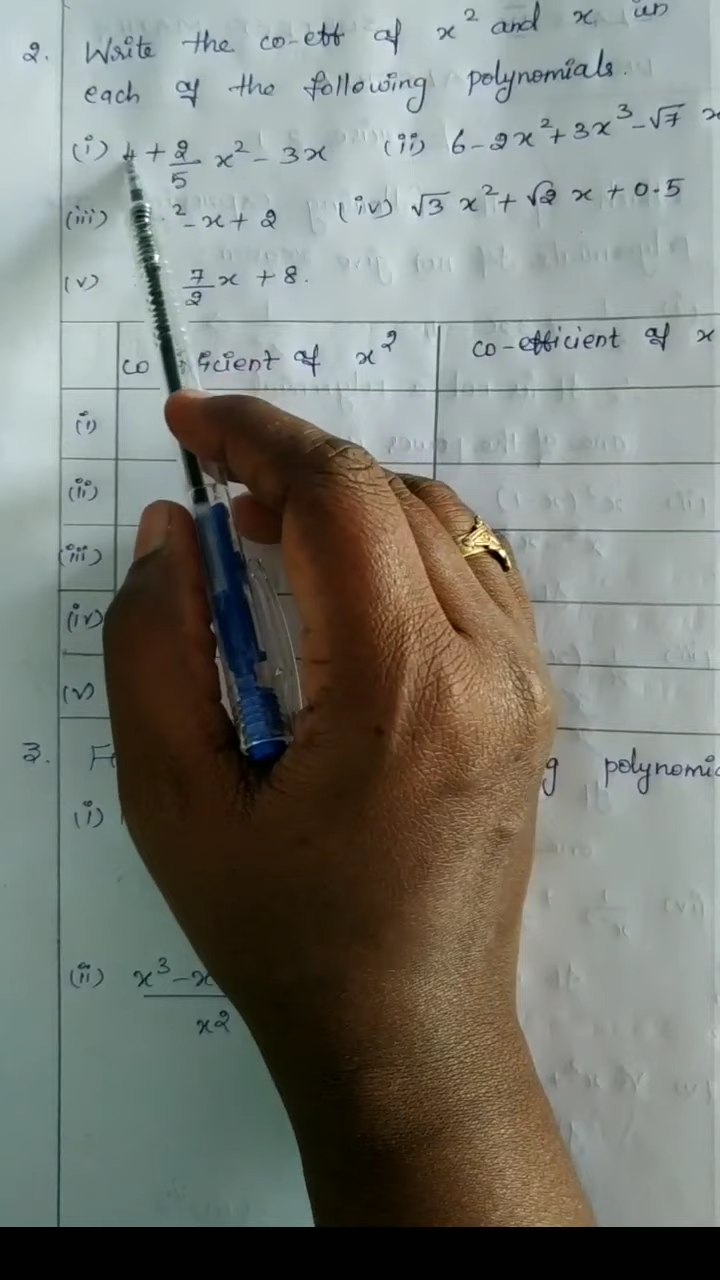 2. Write the co-eff of x² and x in
each of the following polynomials.
(i) 4 + 2/5 x² - 3x (ii) 6 - 2x² + 3x³ - √7 x
(iii) ² - x + 2 (iv) √3 x² + √2 x + 0.5
(v) 7/2 x + 8.
co ficient of x² co-efficient of x
(i)
(ii)
(iii)
(iv)
(v)
3. F g polynomic
(i)
(ii) x³ - x
x2